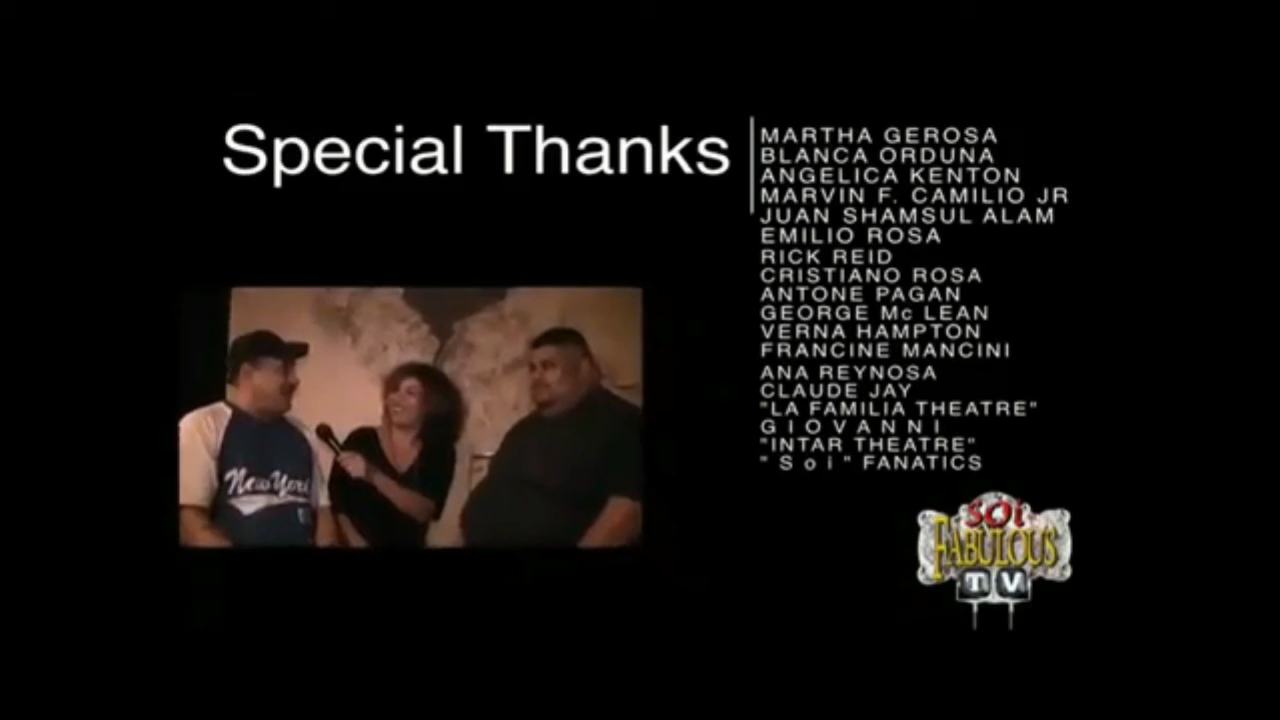 Special Thanks
MARTHA GEROSA
BLANCA ORDUNA
ANGELICA KENTON
MARVIN F. CAMILIO JR
JUAN SHAMSUL ALAM
EMILIO ROSA
RICK REID
CRISTIANO ROSA
ANTONE PAGAN
GEORGE Mc LEAN
VERNA HAMPTON
FRANCINE MANCINI
ANA REYNOSA
CLAUDE JAY
"LA FAMILIA THEATRE"
G I O V A N N I
"INTAR THEATRE"
" S o i " FANATICS
New York
SOi
FABULOUS
TV